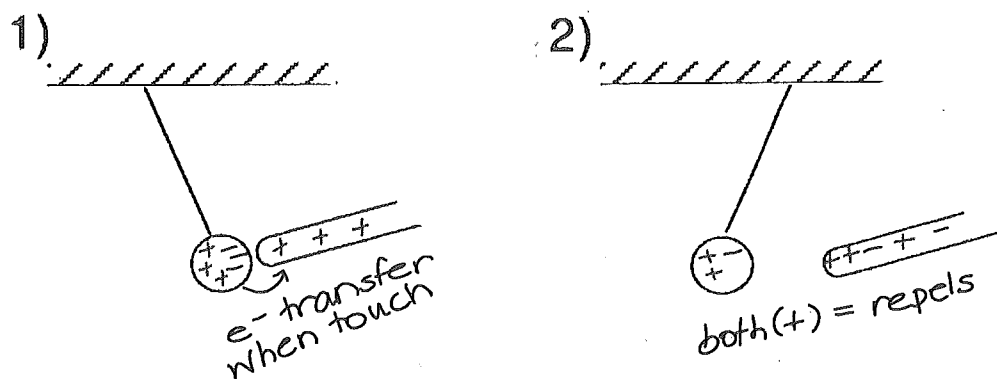 1)
2)
+ - + - + - +
+ + +
e- transfer
when touch
+ - +
+ + - + -
both (+) = repels